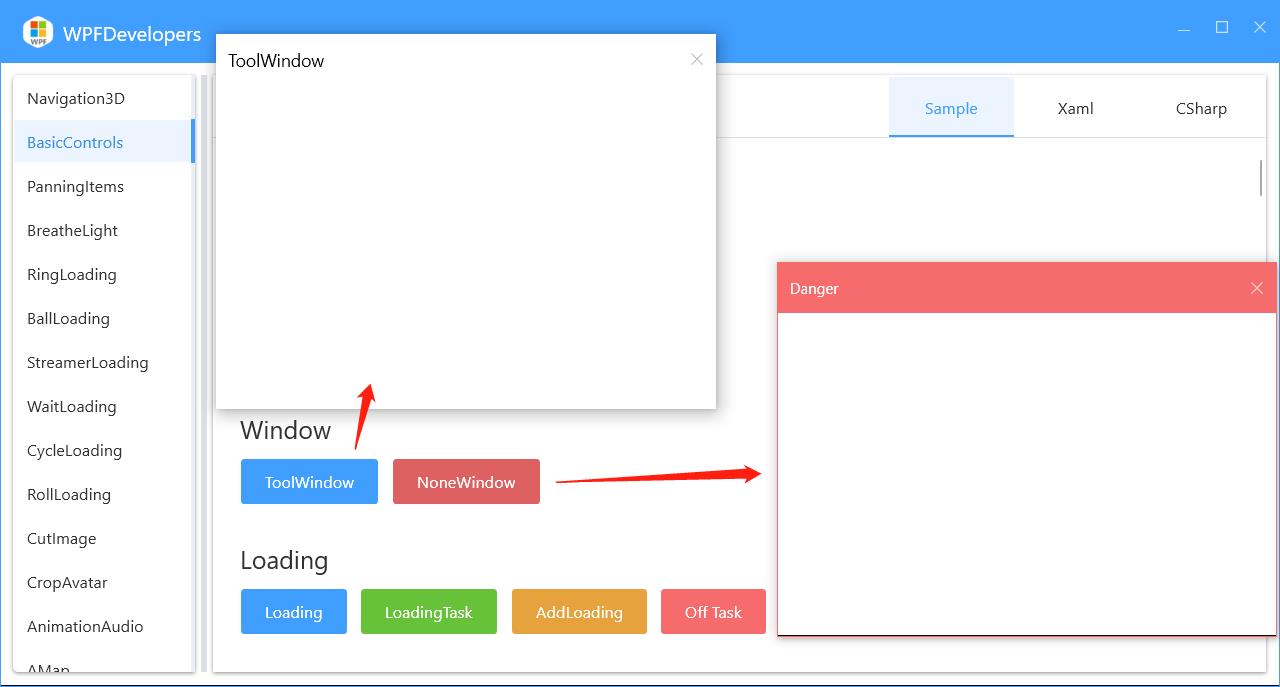 WPF
WPFDevelopers
Navigation3D
BasicControls
PanningItems
BreatheLight
RingLoading
BallLoading
StreamerLoading
WaitLoading
CycleLoading
RollLoading
CutImage
CropAvatar
AnimationAudio
AMap
ToolWindow
Sample
Xaml
CSharp
Danger
Window
ToolWindow
NoneWindow
Loading
Loading
LoadingTask
AddLoading
Off Task